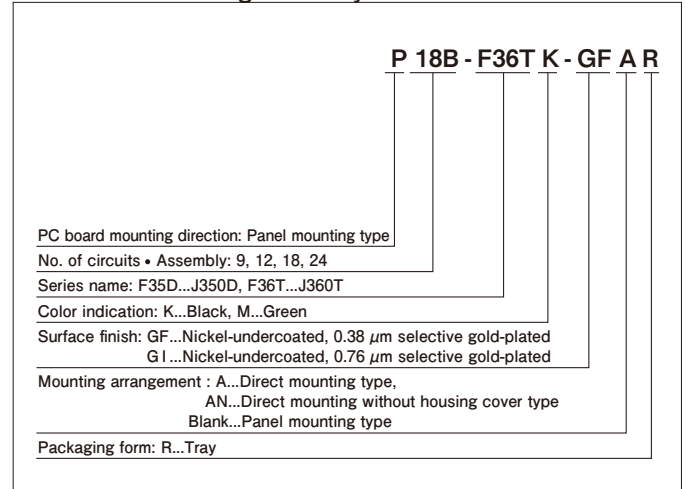 P 18B - F36T K - GF A R
PC board mounting direction: Panel mounting type
No. of circuits • Assembly: 9, 12, 18, 24
Series name: F35D...J350D, F36T...J360T
Color indication: K...Black, M...Green
Surface finish: GF...Nickel-undercoated, 0.38 μm selective gold-plated
G I...Nickel-undercoated, 0.76 μm selective gold-plated
Mounting arrangement : A...Direct mounting type,
AN...Direct mounting without housing cover type
Blank...Panel mounting type
Packaging form: R...Tray